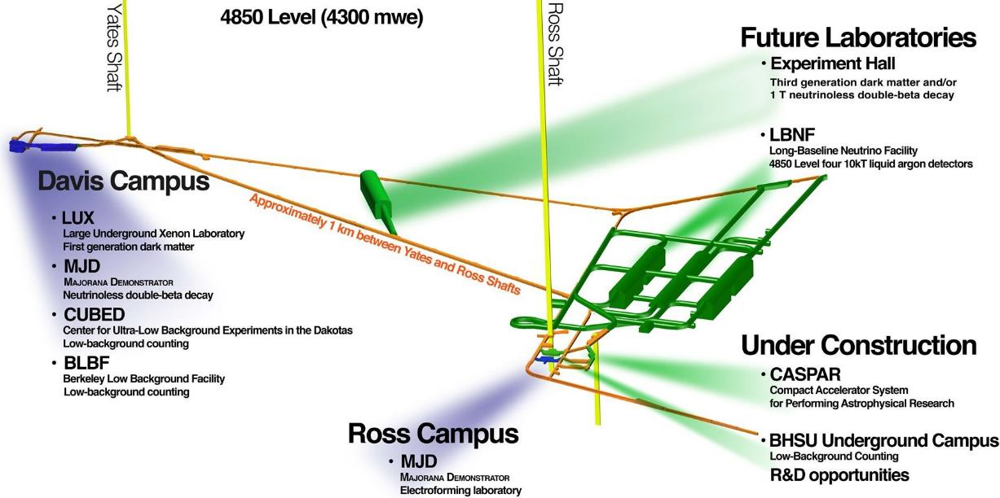 4850 Level (4300 mwe)
Yates Shaft
Ross Shaft
Future Laboratories
• Experiment Hall
Third generation dark matter and/or
1 T neutrinoless double-beta decay
• LBNF
Long-Baseline Neutrino Facility
4850 Level four 10kT liquid argon detectors
Davis Campus
• LUX
Large Underground Xenon Laboratory
First generation dark matter
• MJD
MAJORANA DEMONSTRATOR
Neutrinoless double-beta decay
• CUBED
Center for Ultra-Low Background Experiments in the Dakotas
Low-background counting
• BLBF
Berkeley Low Background Facility
Low-background counting
Approximately 1 km between Yates and Ross Shafts
Ross Campus
• MJD
MAJORANA DEMONSTRATOR
Electroforming laboratory
Under Construction
• CASPAR
Compact Accelerator System
for Performing Astrophysical Research
• BHSU Underground Campus
Low-Background Counting
R&D opportunities